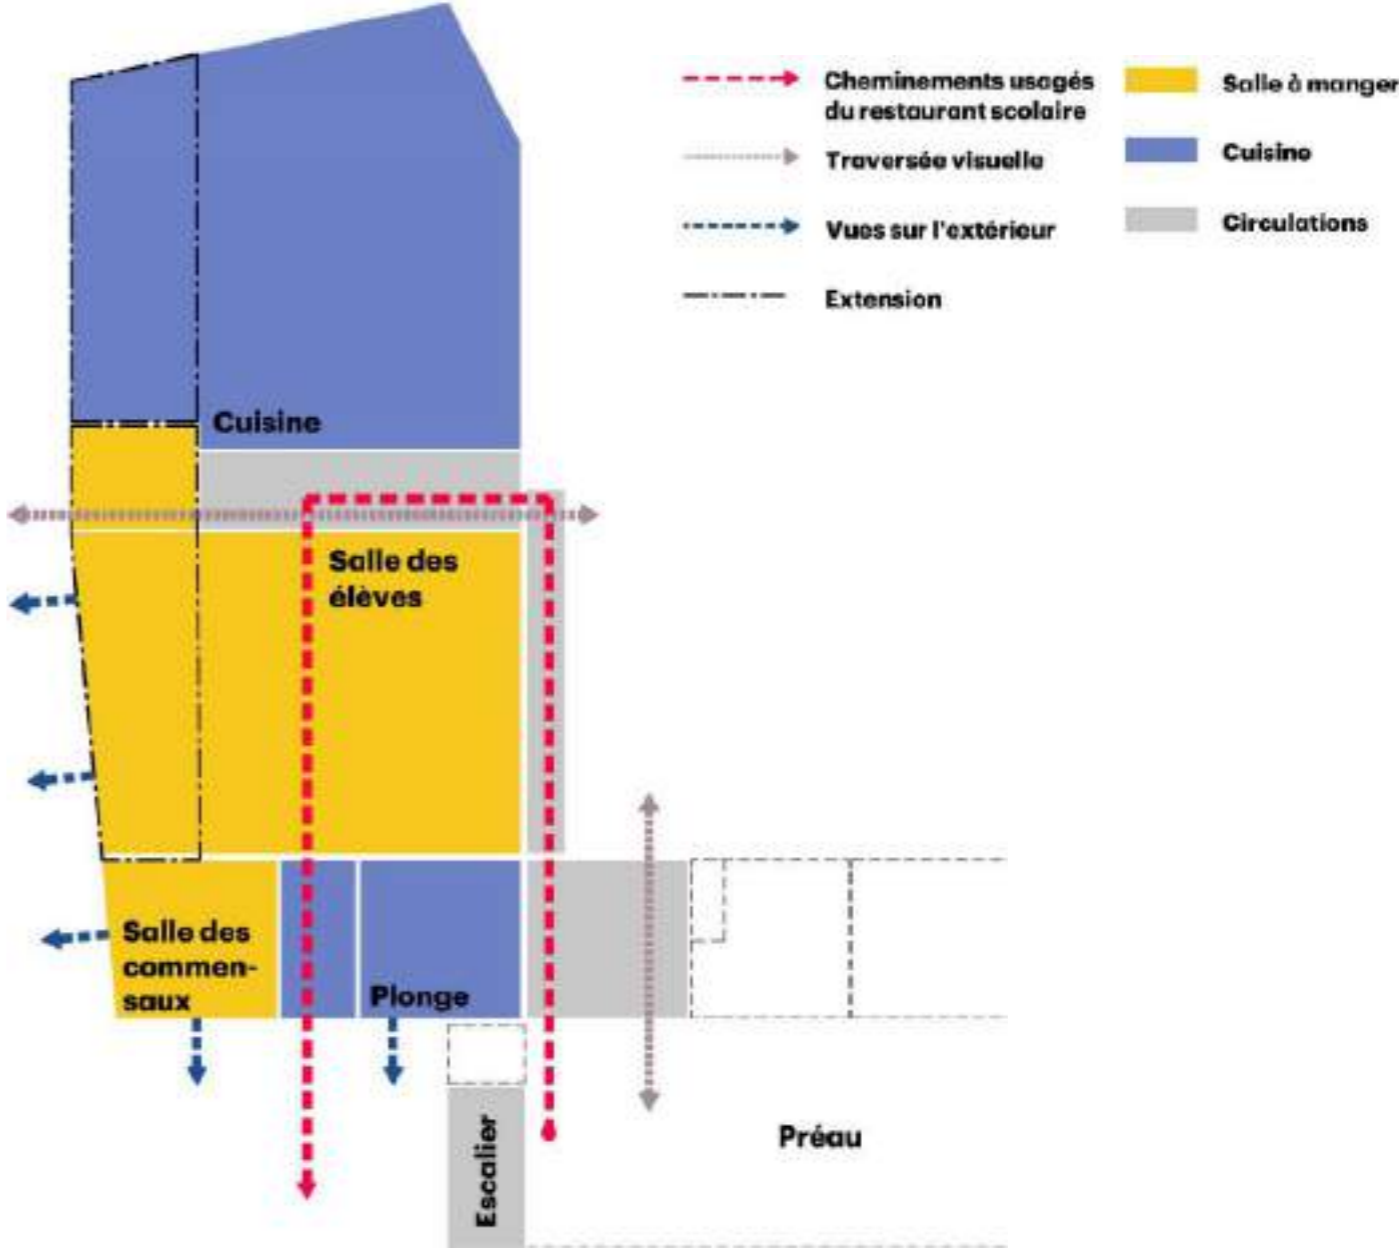 Cheminements usagés
du restaurant scolaire
Traversée visuelle
Vues sur l'extérieur
Extension
Salle à manger
Cuisine
Circulations
Cuisine
Salle des
élèves
Salle des
commen-
saux
Plonge
Escalier
Préau